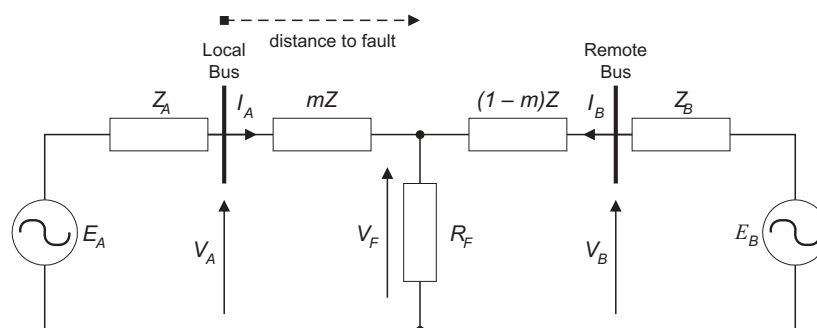 distance to fault
Local
Bus
Remote
Bus
Z_A
I_A
mZ
(1 – m)Z
I_B
Z_B
E_A
V_A
V_F
R_F
V_B
E_B